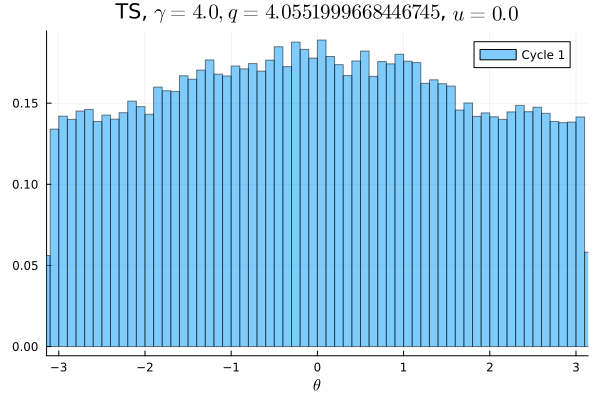 TS, γ = 4.0, q = 4.0551999668446745, u = 0.0
Cycle 1
0.15
0.10
0.05
0.00
−3 −2 −1 0 1 2 3
θ